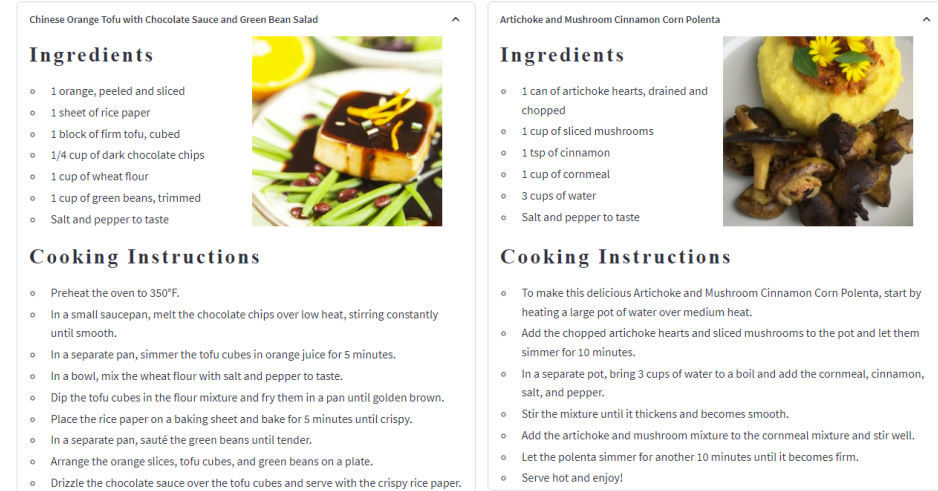 Chinese Orange Tofu with Chocolate Sauce and Green Bean Salad
Ingredients
1 orange, peeled and sliced
1 sheet of rice paper
1 block of firm tofu, cubed
1/4 cup of dark chocolate chips
1 cup of wheat flour
1 cup of green beans, trimmed
Salt and pepper to taste
Cooking Instructions
Preheat the oven to 350°F.
In a small saucepan, melt the chocolate chips over low heat, stirring constantly
until smooth.
In a separate pan, simmer the tofu cubes in orange juice for 5 minutes.
In a bowl, mix the wheat flour with salt and pepper to taste.
Dip the tofu cubes in the flour mixture and fry them in a pan until golden brown.
Place the rice paper on a baking sheet and bake for 5 minutes until crispy.
In a separate pan, sauté the green beans until tender.
Arrange the orange slices, tofu cubes, and green beans on a plate.
Drizzle the chocolate sauce over the tofu cubes and serve with the crispy rice paper.
Artichoke and Mushroom Cinnamon Corn Polenta
Ingredients
1 can of artichoke hearts, drained and
chopped
1 cup of sliced mushrooms
1 tsp of cinnamon
1 cup of cornmeal
3 cups of water
Salt and pepper to taste
Cooking Instructions
To make this delicious Artichoke and Mushroom Cinnamon Corn Polenta, start by
heating a large pot of water over medium heat.
Add the chopped artichoke hearts and sliced mushrooms to the pot and let them
simmer for 10 minutes.
In a separate pot, bring 3 cups of water to a boil and add the cornmeal, cinnamon,
salt, and pepper.
Stir the mixture until it thickens and becomes smooth.
Add the artichoke and mushroom mixture to the cornmeal mixture and stir well.
Let the polenta simmer for another 10 minutes until it becomes firm.
Serve hot and enjoy!